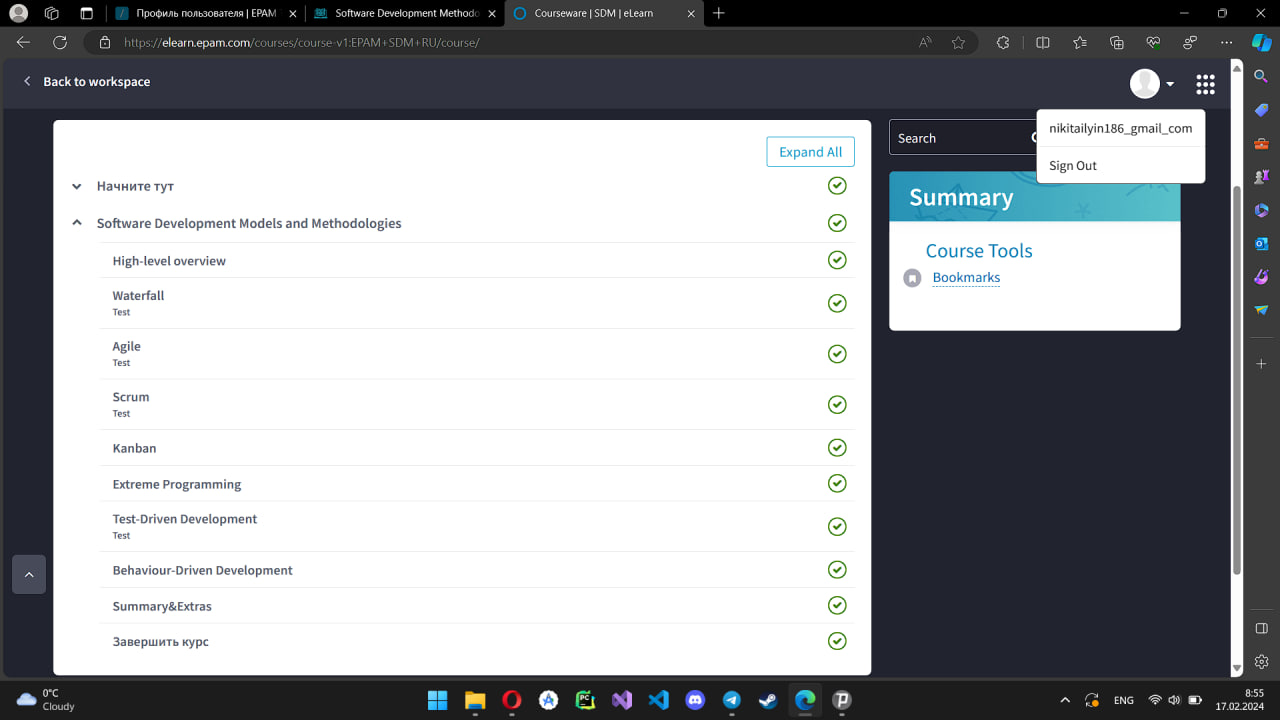 Профиль пользователя | EPAM
Software Development Methodo
Courseware | SDM | eLearn
https://elearn.epam.com/courses/course-v1:EPAM+SDM+RU/course/
Back to workspace
nikitailyin186_gmail_com
Sign Out
Search
Expand All
Начните тут
Software Development Models and Methodologies
High-level overview
Waterfall
Test
Agile
Test
Scrum
Test
Kanban
Extreme Programming
Test-Driven Development
Test
Behaviour-Driven Development
Summary&Extras
Завершить курс
Summary
Course Tools
Bookmarks
0°C
Cloudy
ENG
8:55
17.02.2024